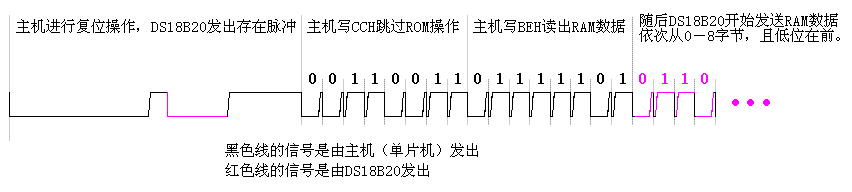 主机进行复位操作，DS18B20发出存在脉冲
主机写CCH跳过ROM操作
主机写BEH读出RAM数据
随后DS18B20开始发送RAM数据
依次从0－8字节，且低位在前。
0 0 1 1 0 0 1 1 0 1 1 1 1 1 0 1 0 1 1 0
黑色线的信号是由主机（单片机）发出
红色线的信号是由DS18B20发出